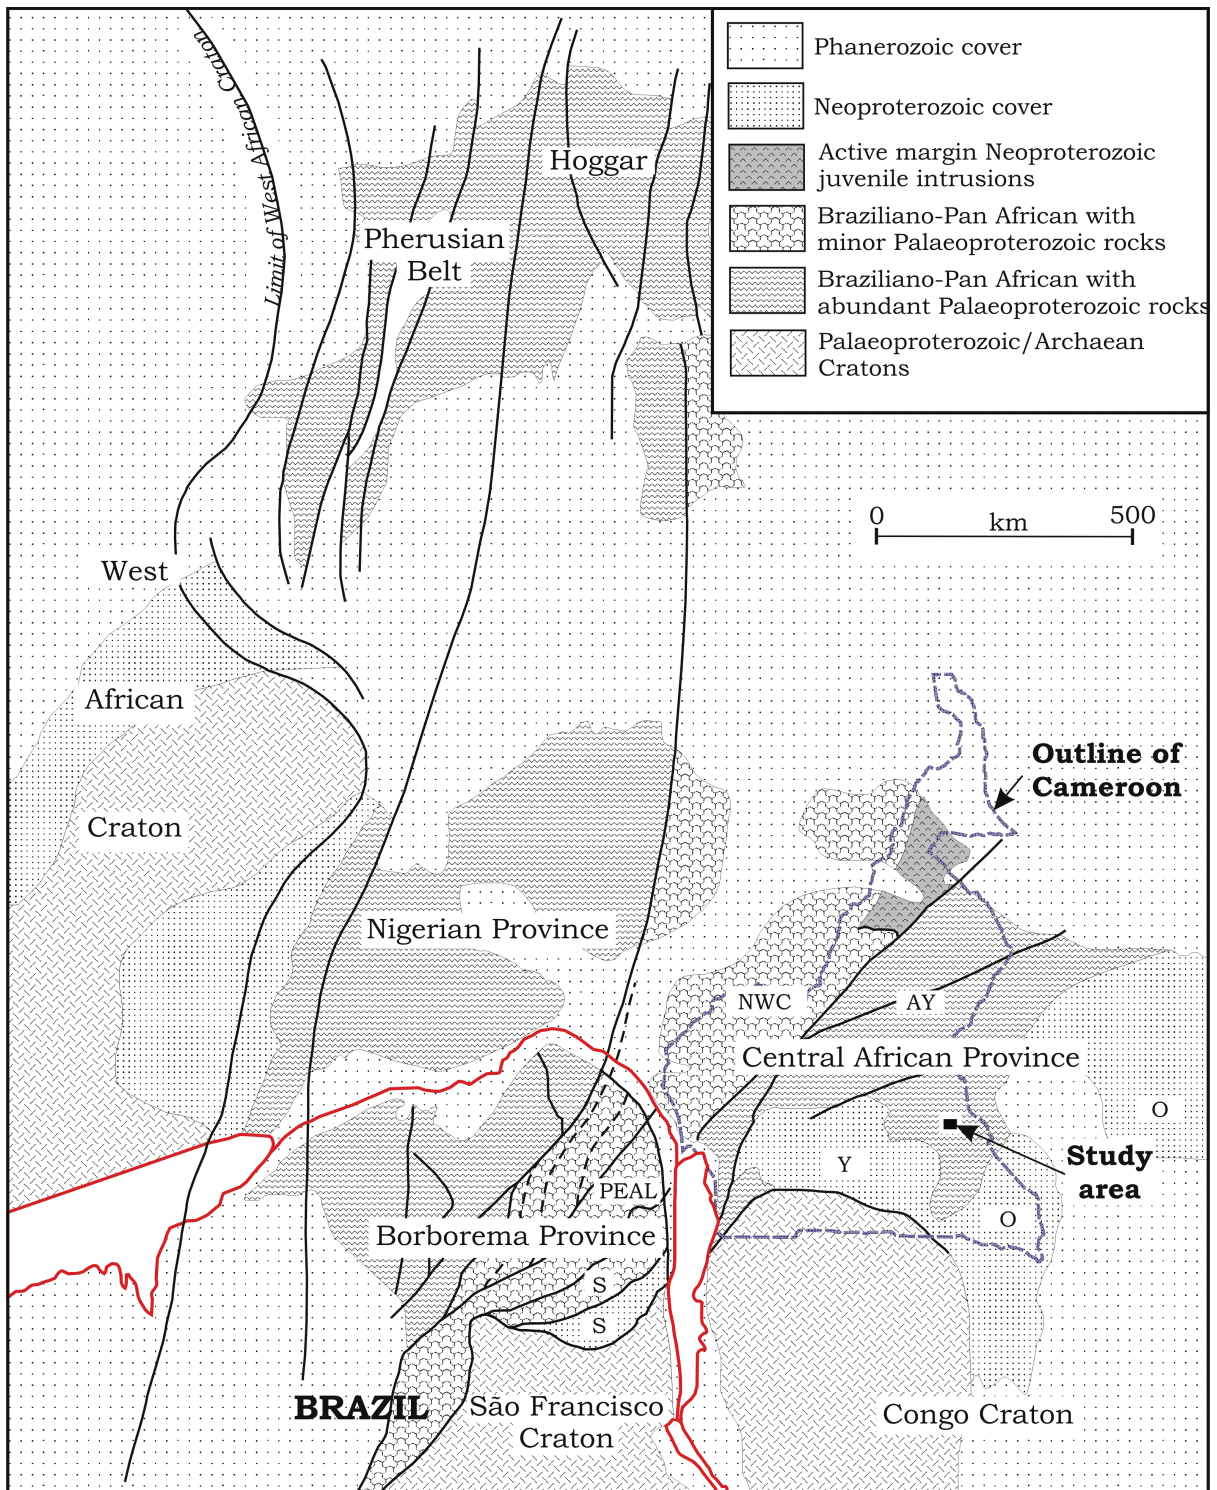 Limit of West African Craton
Hoggar
Pherusian
Belt
Phanerozoic cover
Neoproterozoic cover
Active margin Neoproterozoic
juvenile intrusions
Braziliano-Pan African with
minor Palaeoproterozoic rocks
Braziliano-Pan African with
abundant Palaeoproterozoic rocks
Palaeoproterozoic/Archaean
Cratons
0 km 500
West
African
Craton
Outline of
Cameroon
Nigerian Province
NWC
AY
Central African Province
O
Y
Study
area
O
PEAL
Borborema Province
S
S
BRAZIL
São Francisco
Craton
Congo Craton